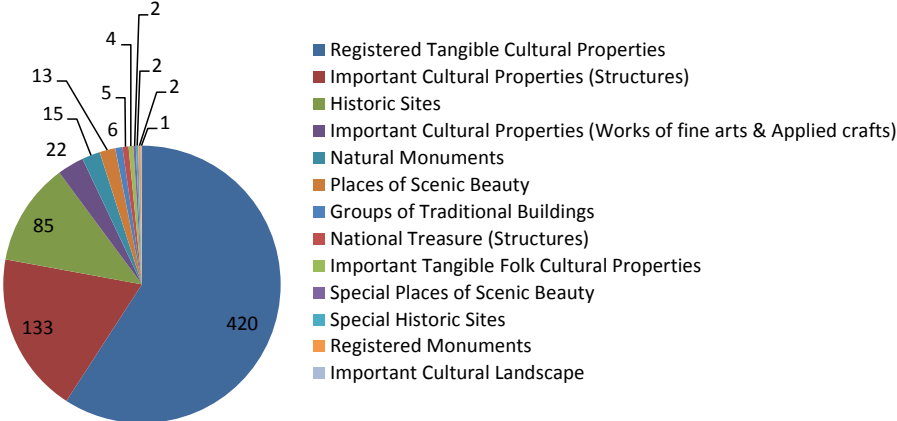 2
4
2
13
2
5
15
1
6
22
85
133
420
Registered Tangible Cultural Properties
Important Cultural Properties (Structures)
Historic Sites
Important Cultural Properties (Works of fine arts & Applied crafts)
Natural Monuments
Places of Scenic Beauty
Groups of Traditional Buildings
National Treasure (Structures)
Important Tangible Folk Cultural Properties
Special Places of Scenic Beauty
Special Historic Sites
Registered Monuments
Important Cultural Landscape